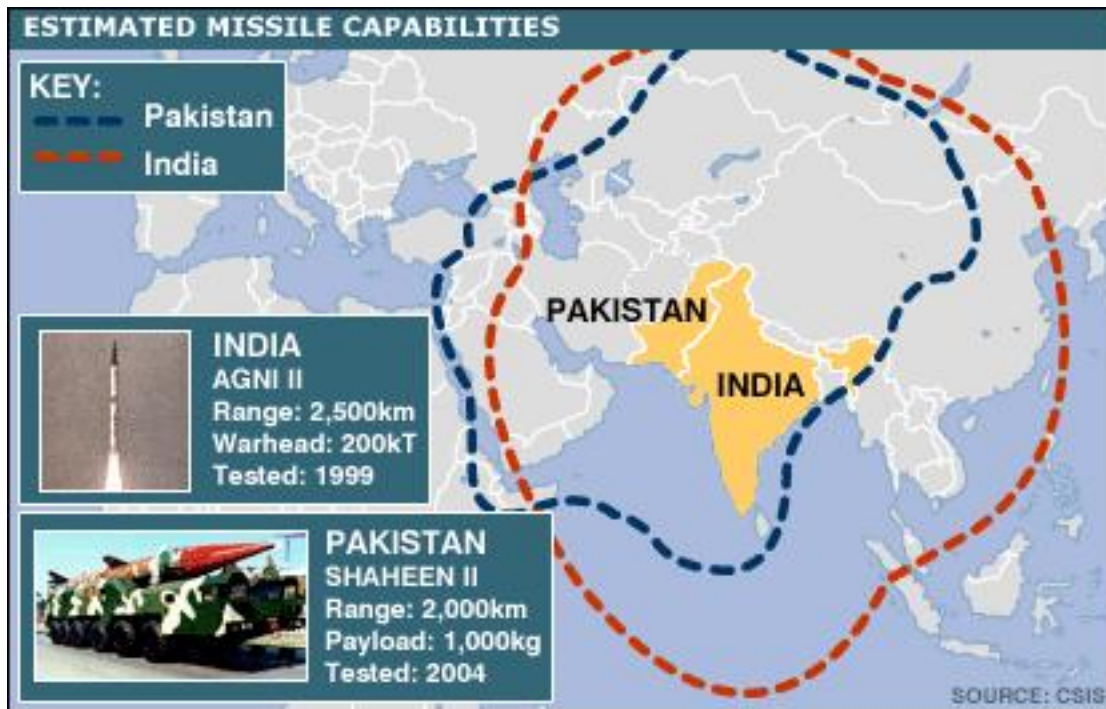 ESTIMATED MISSILE CAPABILITIES
KEY:
Pakistan
India
PAKISTAN
INDIA
INDIA
AGNI II
Range: 2,500km
Warhead: 200kT
Tested: 1999
PAKISTAN
SHAHEEN II
Range: 2,000km
Payload: 1,000kg
Tested: 2004
SOURCE: CSIS